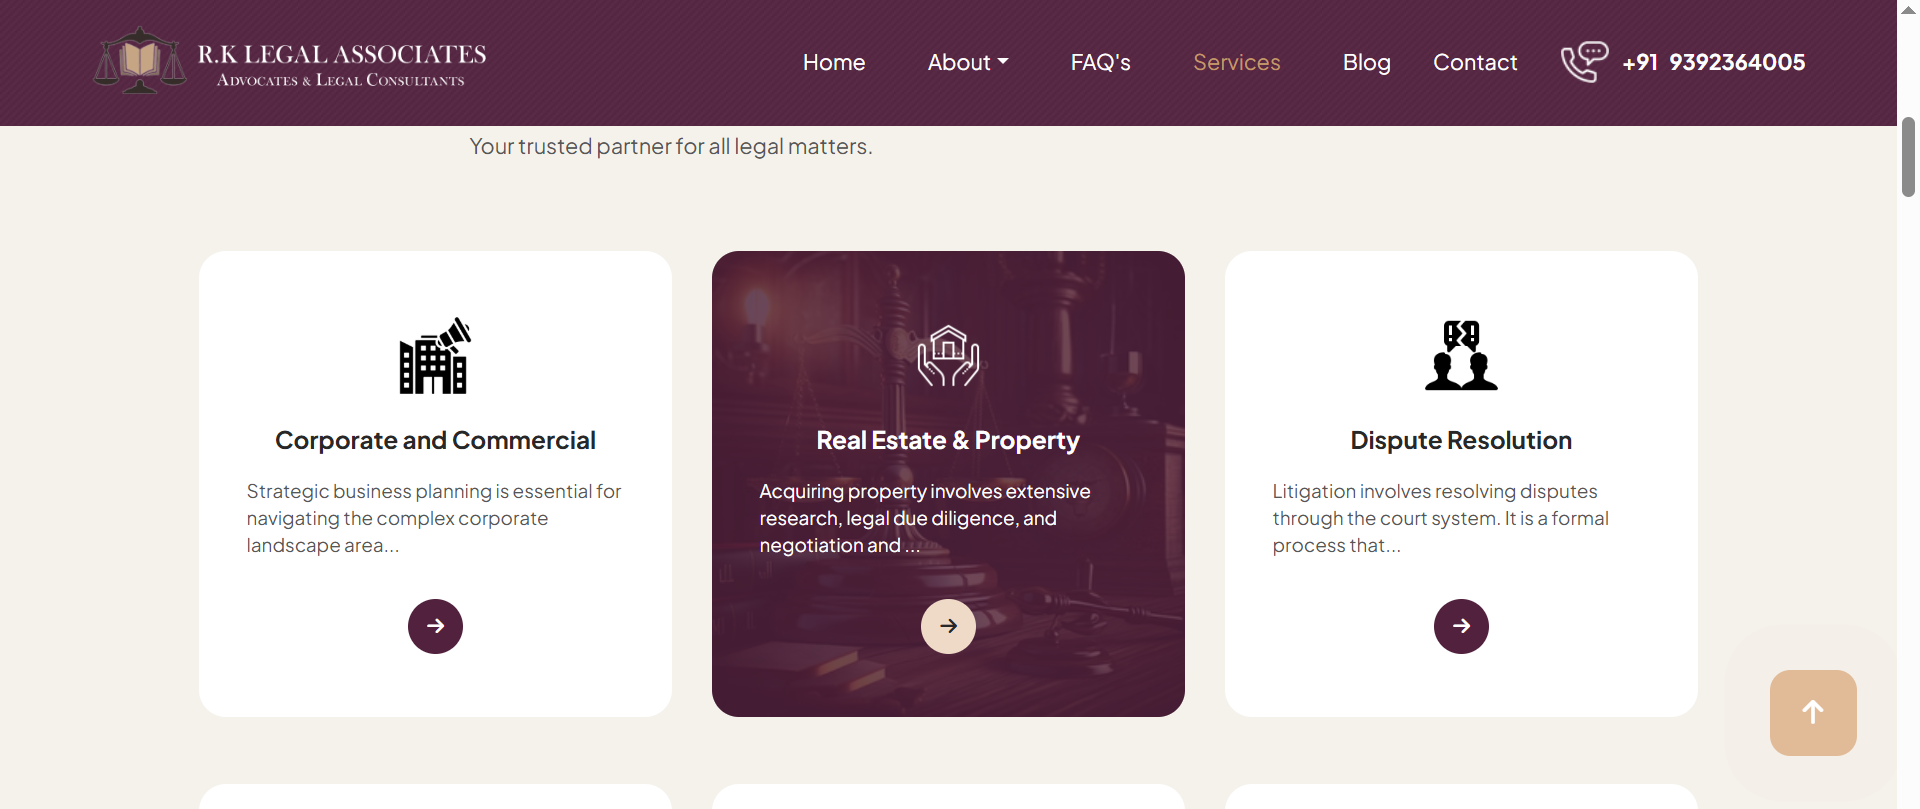 R.K LEGAL ASSOCIATES
ADVOCATES & LEGAL CONSULTANTS
Home
About
FAQ's
Services
Blog
Contact
+91 9392364005
Your trusted partner for all legal matters.
Corporate and Commercial
Strategic business planning is essential for
navigating the complex corporate
landscape area...
Real Estate & Property
Acquiring property involves extensive
research, legal due diligence, and
negotiation and ...
Dispute Resolution
Litigation involves resolving disputes
through the court system. It is a formal
process that...